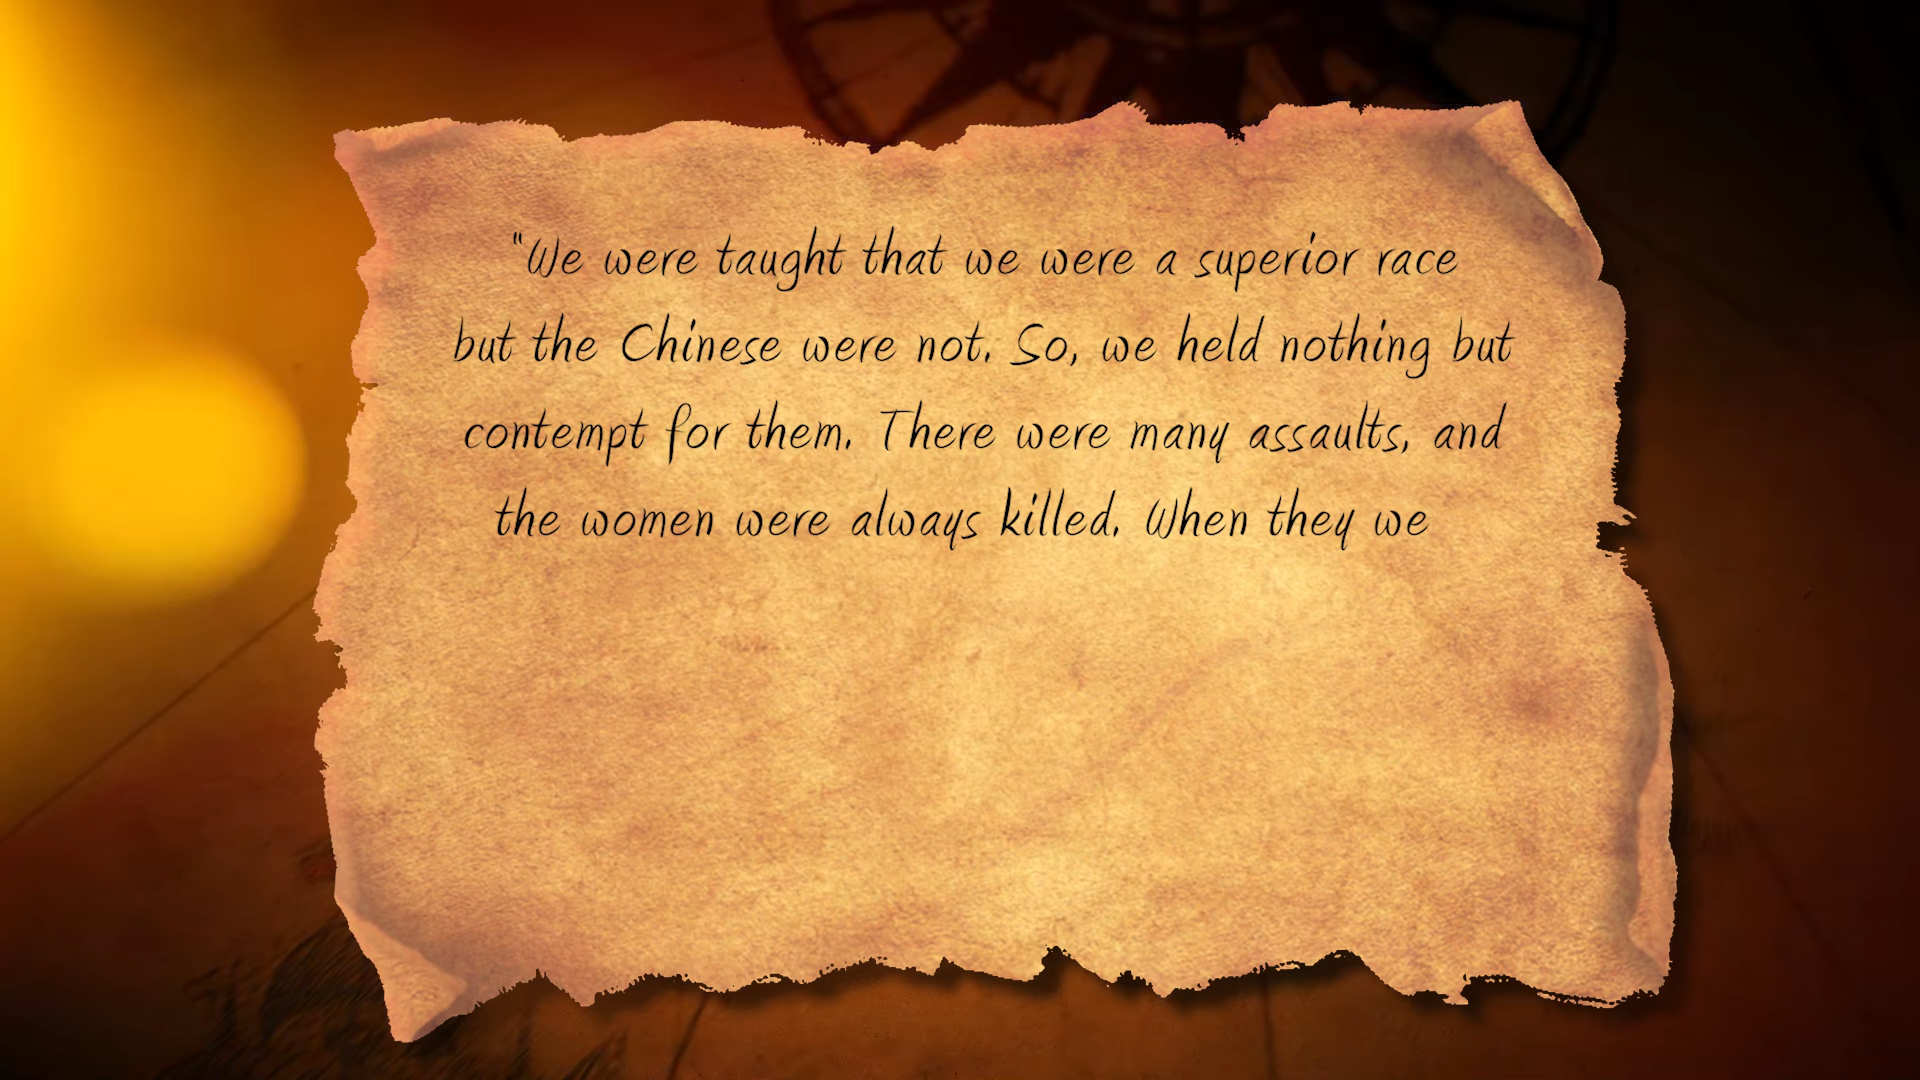 "We were taught that we were a superior race
but the Chinese were not. So, we held nothing but
contempt for them. There were many assaults, and
the women were always killed. When they we